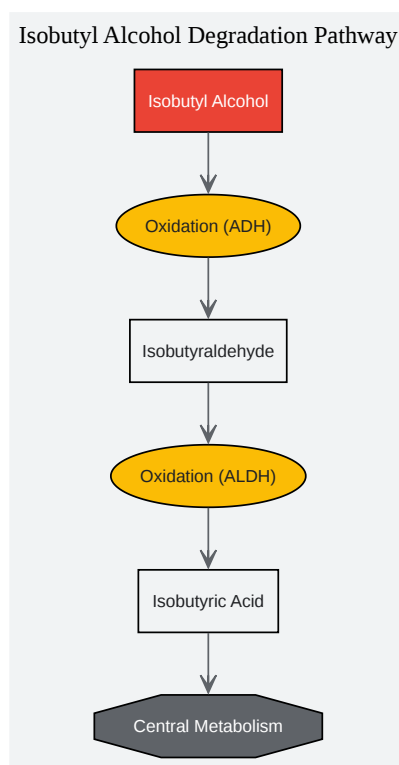 Isobutyl Alcohol Degradation Pathway
Isobutyl Alcohol
Oxidation (ADH)
Isobutyraldehyde
Oxidation (ALDH)
Isobutyric Acid
Central Metabolism